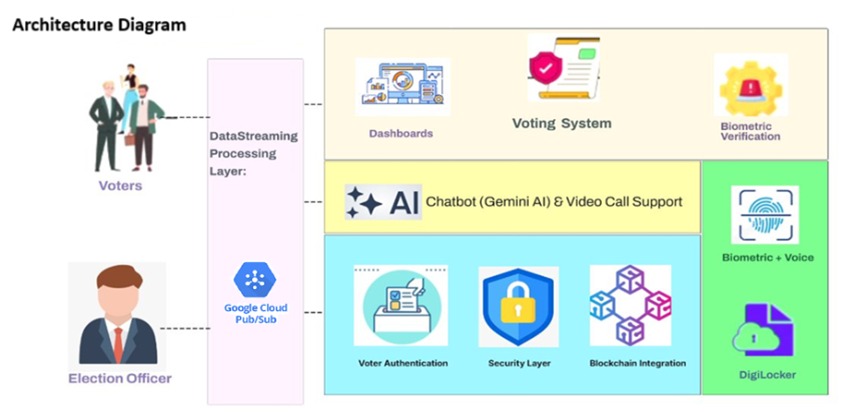 Architecture Diagram
Voters
Election Officer
DataStreaming
Processing
Layer:
Google Cloud
Pub/Sub
Dashboards
Voting System
Biometric
Verification
AI Chatbot (Gemini AI) & Video Call Support
Voter Authentication
Security Layer
Blockchain Integration
Biometric + Voice
DigiLocker